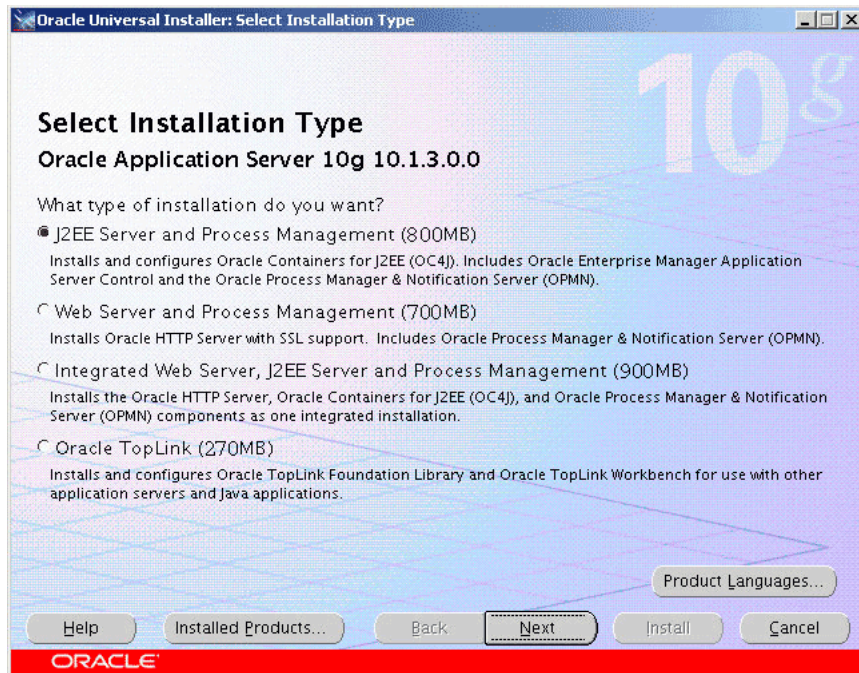 Oracle Universal Installer: Select Installation Type
10g
Select Installation Type
Oracle Application Server 10g 10.1.3.0.0
What type of installation do you want?
J2EE Server and Process Management (800MB)
Installs and configures Oracle Containers for J2EE (OC4J). Includes Oracle Enterprise Manager Application
Server Control and the Oracle Process Manager & Notification Server (OPMN).
Web Server and Process Management (700MB)
Installs Oracle HTTP Server with SSL support. Includes Oracle Process Manager & Notification Server (OPMN).
Integrated Web Server, J2EE Server and Process Management (900MB)
Installs the Oracle HTTP Server, Oracle Containers for J2EE (OC4J), and Oracle Process Manager & Notification
Server (OPMN) components as one integrated installation.
Oracle TopLink (270MB)
Installs and configures Oracle TopLink Foundation Library and Oracle TopLink Workbench for use with other
application servers and Java applications.
Product Languages...
Help Installed Products... Back Next Install Cancel
ORACLE